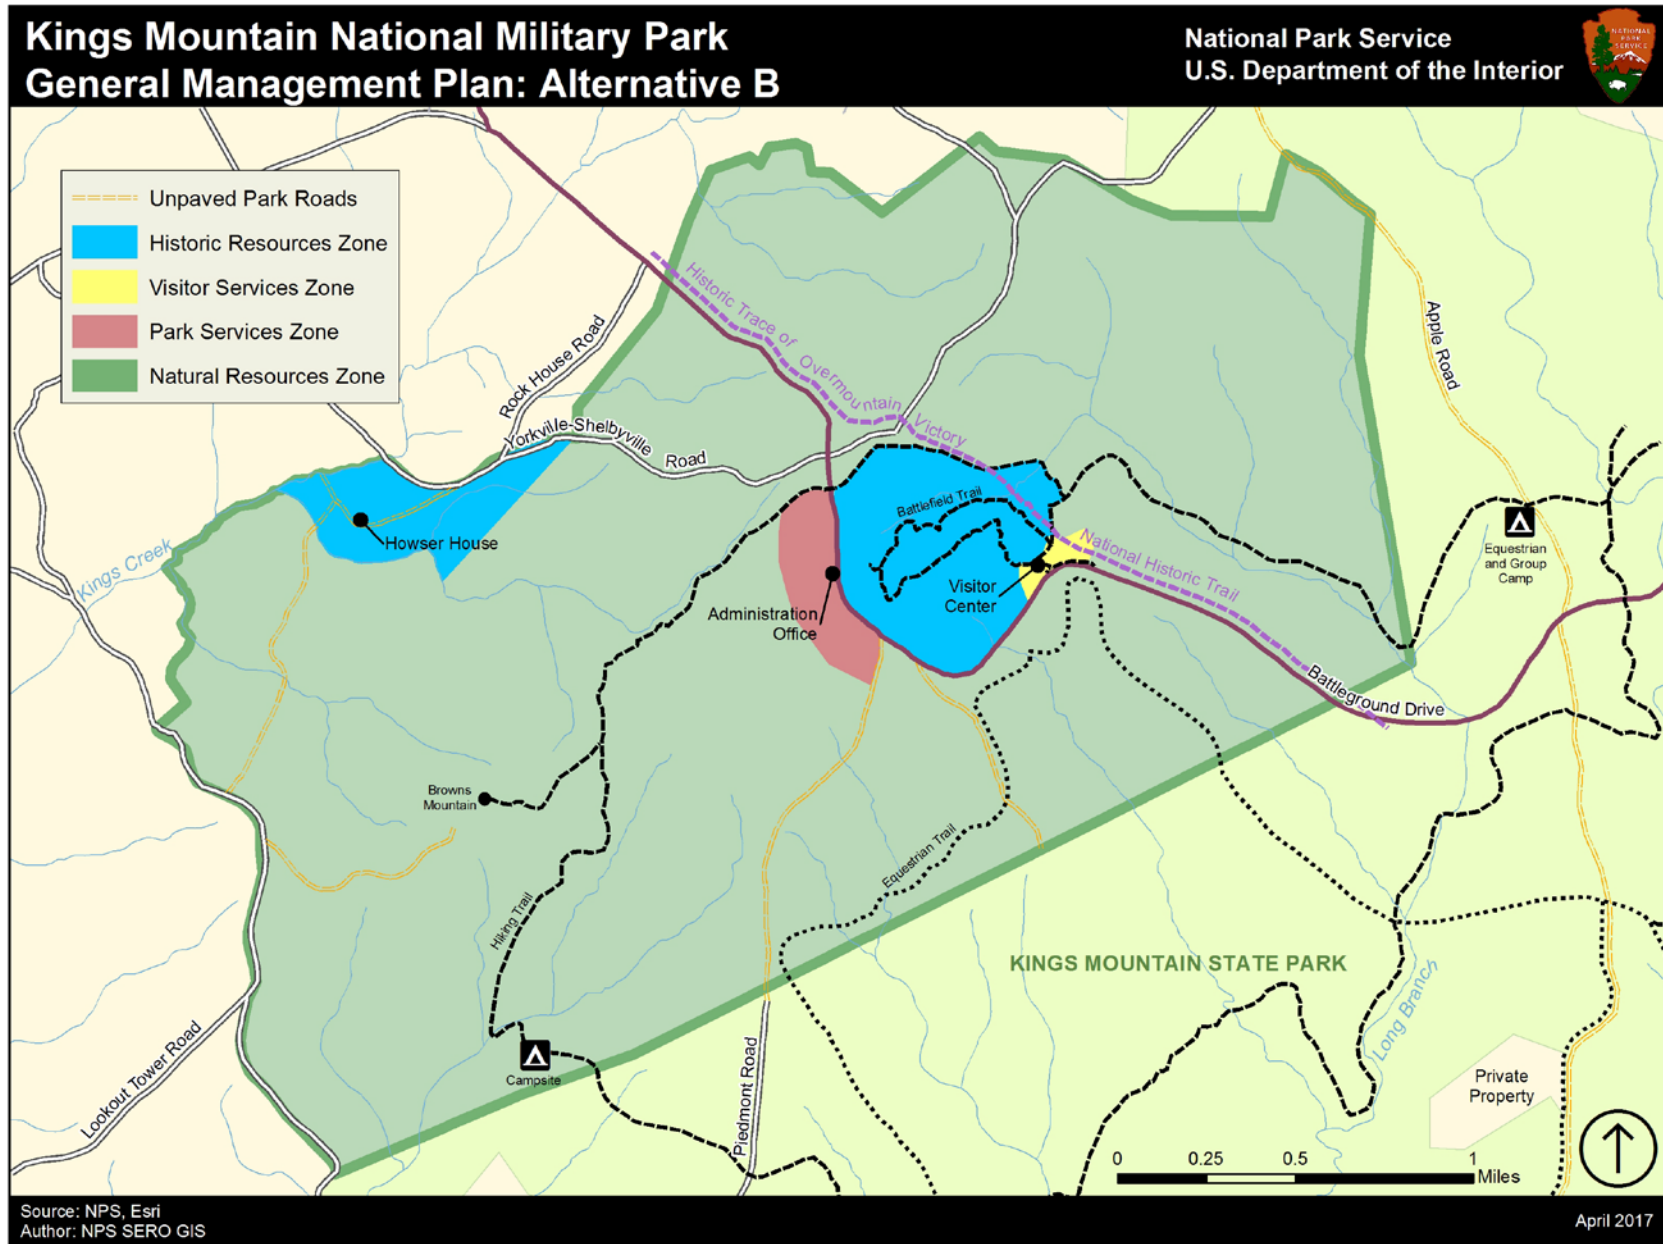 Kings Mountain National Military Park
General Management Plan: Alternative B
National Park Service
U.S. Department of the Interior
NATIONAL
PARK
SERVICE
Unpaved Park Roads
Historic Resources Zone
Visitor Services Zone
Park Services Zone
Natural Resources Zone
Rock House Road
Yorkville-Shelbyville Road
Historic Trace of Overmountain Victory
National Historic Trail
Apple Road
Battlefield Trail
Howser House
Kings Creek
Visitor
Center
Administration
Office
Equestrian
and Group
Camp
Battleground Drive
Browns
Mountain
Equestrian Trail
Hiking Trail
KINGS MOUNTAIN STATE PARK
Long Branch
Lookout Tower Road
Campsite
Piedmont Road
Private
Property
0 0.25 0.5 1
Miles
Source: NPS, Esri
Author: NPS SERO GIS
April 2017